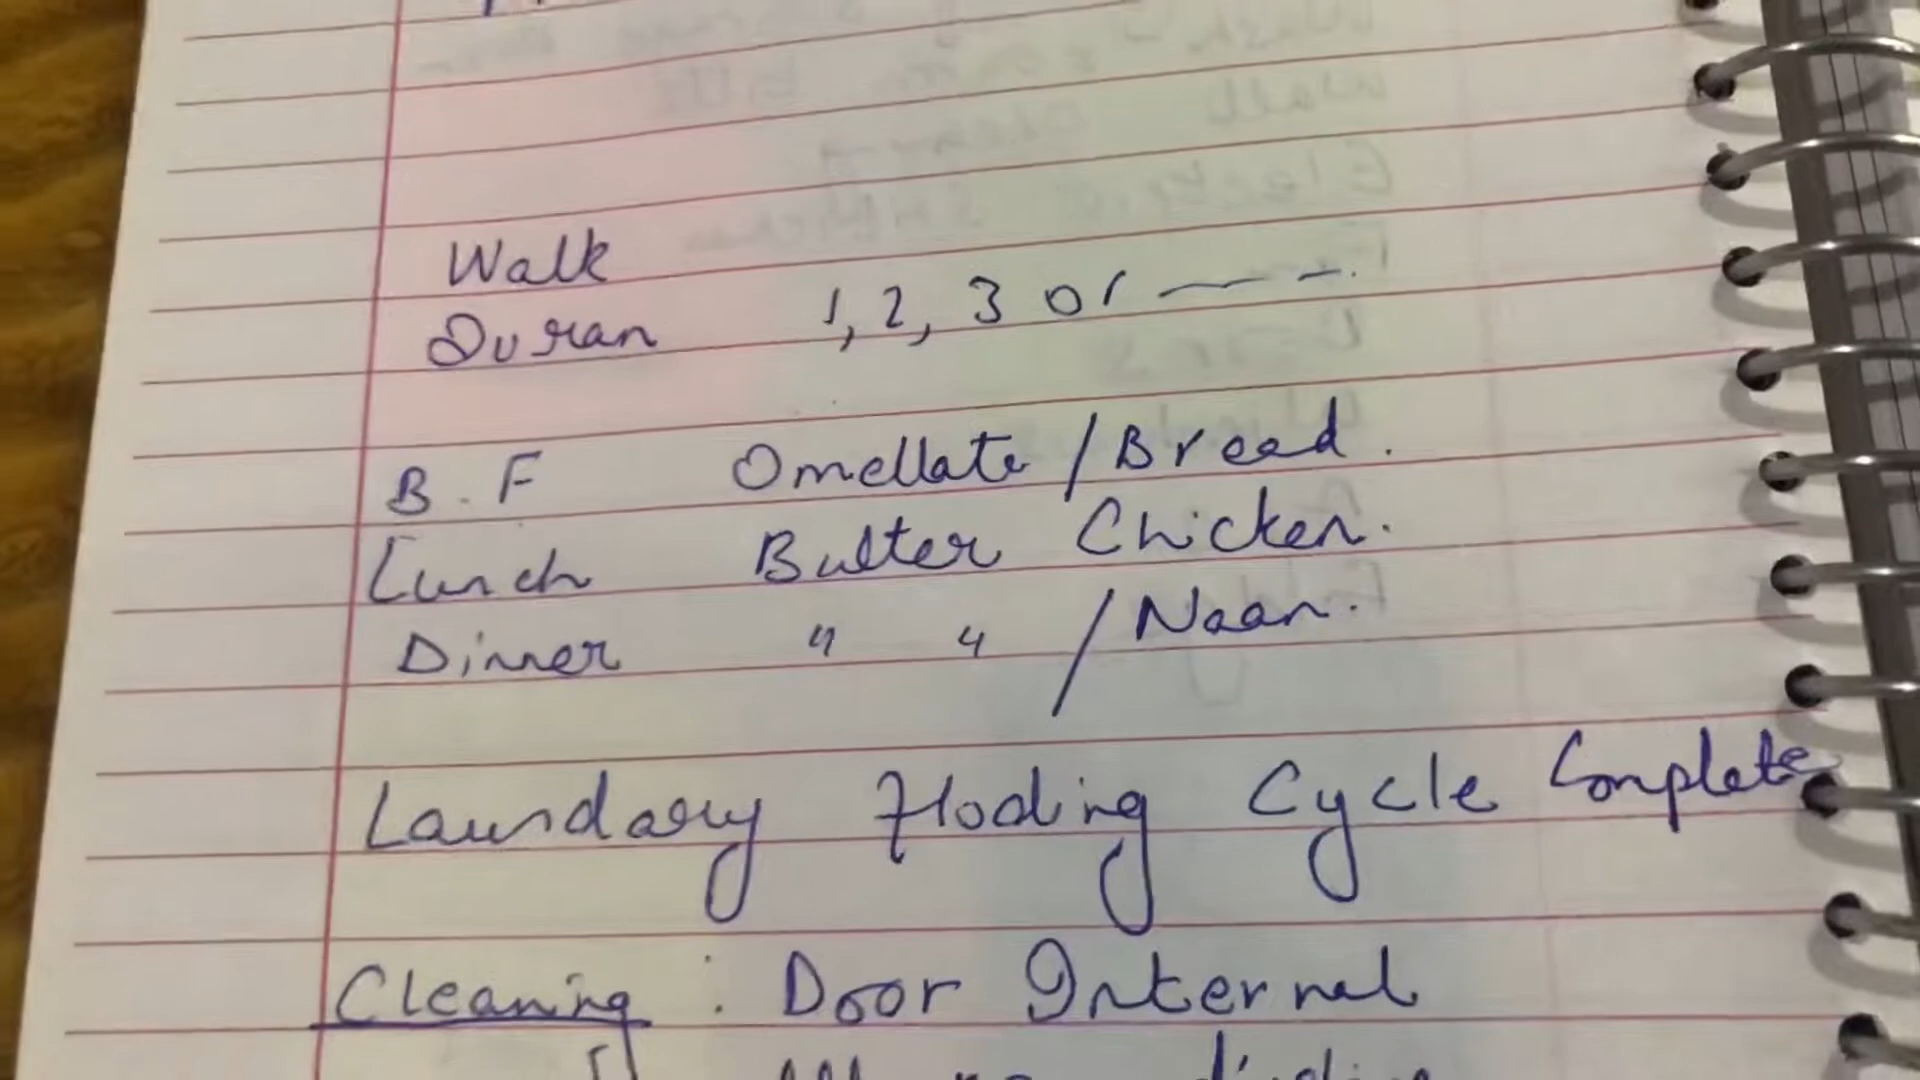 Walk
Quran 1, 2, 3 or — –.
B.F Omellate / Bread.
Lunch Butter Chicken.
Dinner " " / Naan.
Laundary Floding Cycle Complete
Cleaning : Door Internal